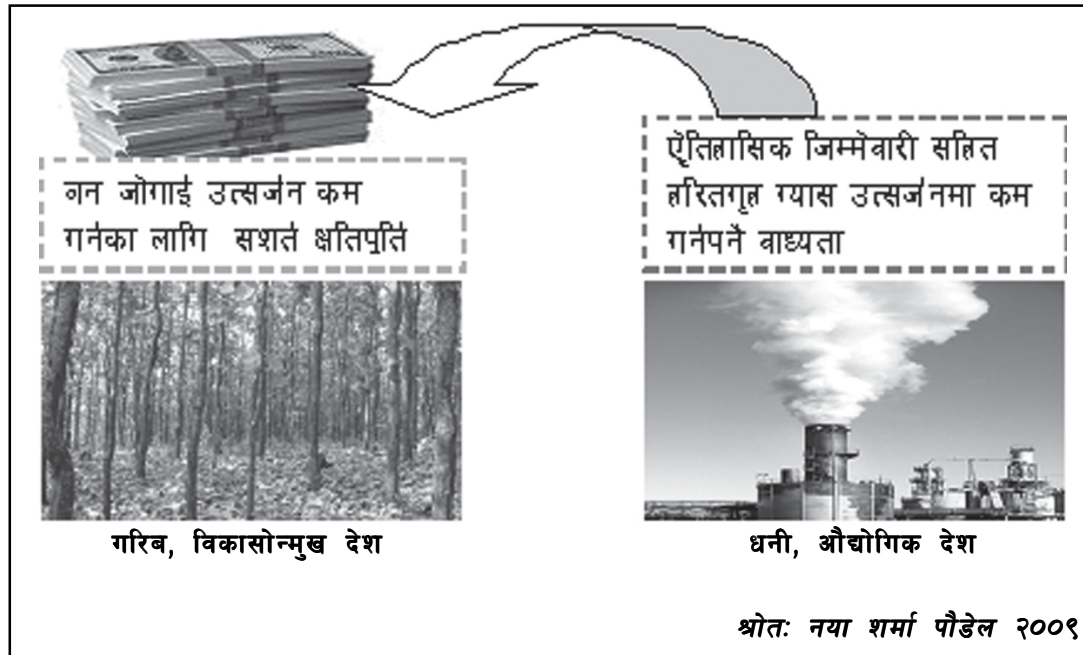 वन जोगाई उत्सर्जन कम
गर्नका लागि सशर्त क्षतिपूर्ति
ऐतिहासिक जिम्मेवारी सहित
हरितगृह ग्यास उत्सर्जनमा कम
गर्नुपर्ने बाध्यता
गरिब, विकासोन्मुख देश
धनी, औद्योगिक देश
श्रोतः नया शर्मा पौडेल २००९